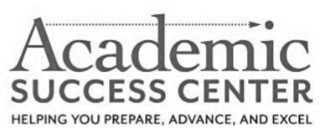 Academic
SUCCESS CENTER
HELPING YOU PREPARE, ADVANCE, AND EXCEL